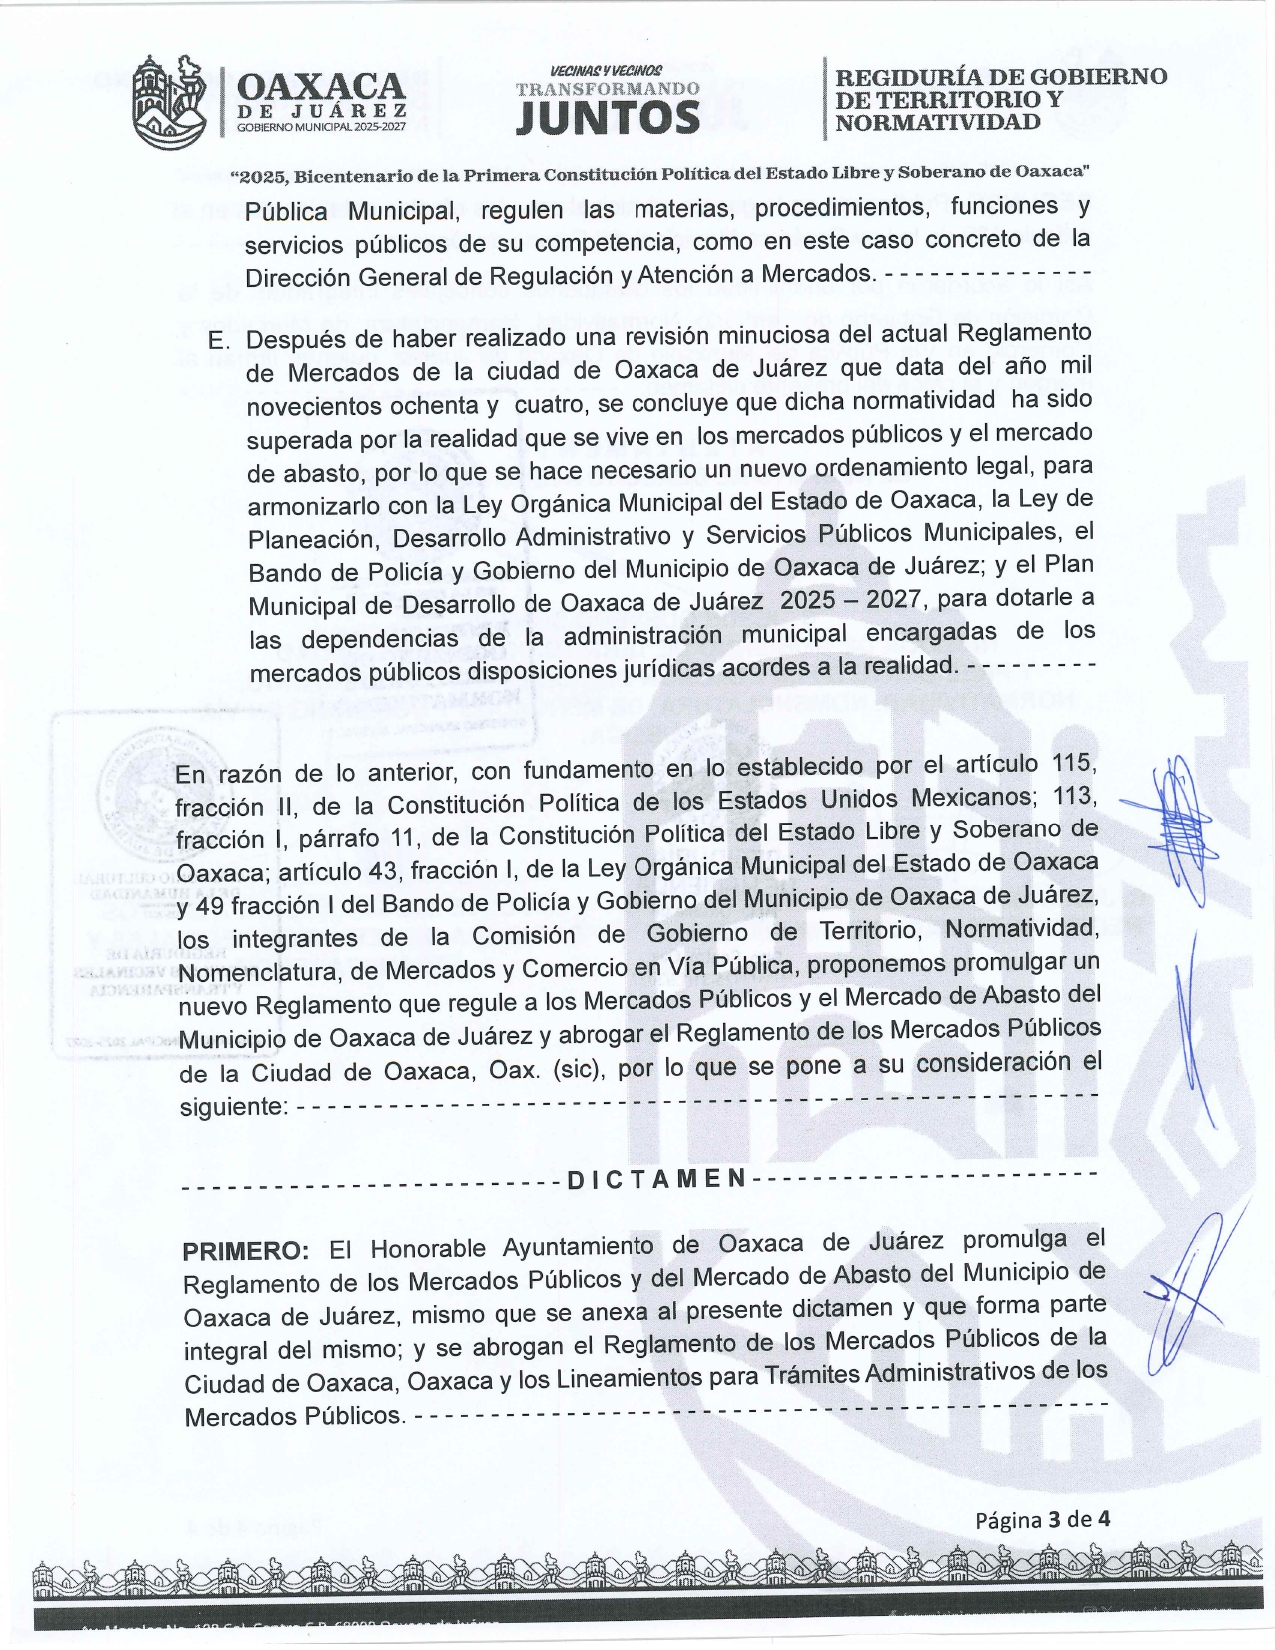 OAXACA
DE JUÁREZ
GOBIERNO MUNICIPAL 2025-2027
VECINAS Y VECINOS
TRANSFORMANDO
JUNTOS
REGIDURÍA DE GOBIERNO
DE TERRITORIO Y
NORMATIVIDAD
"2025, Bicentenario de la Primera Constitución Política del Estado Libre y Soberano de Oaxaca"
Pública Municipal, regulen las materias, procedimientos, funciones y
servicios públicos de su competencia, como en este caso concreto de la
Dirección General de Regulación y Atención a Mercados. - - - - - - - - - - - - - -
E. Después de haber realizado una revisión minuciosa del actual Reglamento
de Mercados de la ciudad de Oaxaca de Juárez que data del año mil
novecientos ochenta y cuatro, se concluye que dicha normatividad ha sido
superada por la realidad que se vive en los mercados públicos y el mercado
de abasto, por lo que se hace necesario un nuevo ordenamiento legal, para
armonizarlo con la Ley Orgánica Municipal del Estado de Oaxaca, la Ley de
Planeación, Desarrollo Administrativo y Servicios Públicos Municipales, el
Bando de Policía y Gobierno del Municipio de Oaxaca de Juárez; y el Plan
Municipal de Desarrollo de Oaxaca de Juárez 2025 – 2027, para dotarle a
las dependencias de la administración municipal encargadas de los
mercados públicos disposiciones jurídicas acordes a la realidad. - - - - - - - - -
En razón de lo anterior, con fundamento en lo establecido por el artículo 115,
fracción II, de la Constitución Política de los Estados Unidos Mexicanos; 113,
fracción I, párrafo 11, de la Constitución Política del Estado Libre y Soberano de
Oaxaca; artículo 43, fracción I, de la Ley Orgánica Municipal del Estado de Oaxaca
y 49 fracción I del Bando de Policía y Gobierno del Municipio de Oaxaca de Juárez,
los integrantes de la Comisión de Gobierno de Territorio, Normatividad,
Nomenclatura, de Mercados y Comercio en Vía Pública, proponemos promulgar un
nuevo Reglamento que regule a los Mercados Públicos y el Mercado de Abasto del
Municipio de Oaxaca de Juárez y abrogar el Reglamento de los Mercados Públicos
de la Ciudad de Oaxaca, Oax. (sic), por lo que se pone a su consideración el
siguiente: - - - - - - - - - - - - - - - - - - - - - - - - - - - - - - - - - - - - - - - - - - - - - - - - - - - -
- - - - - - - - - - - - - - - - - - - - - - - - - D I C T A M E N - - - - - - - - - - - - - - - - - - - - - - -
PRIMERO: El Honorable Ayuntamiento de Oaxaca de Juárez promulga el
Reglamento de los Mercados Públicos y del Mercado de Abasto del Municipio de
Oaxaca de Juárez, mismo que se anexa al presente dictamen y que forma parte
integral del mismo; y se abrogan el Reglamento de los Mercados Públicos de la
Ciudad de Oaxaca, Oaxaca y los Lineamientos para Trámites Administrativos de los
Mercados Públicos. - - - - - - - - - - - - - - - - - - - - - - - - - - - - - - - - - - - - - - - - - - - - -
Página 3 de 4